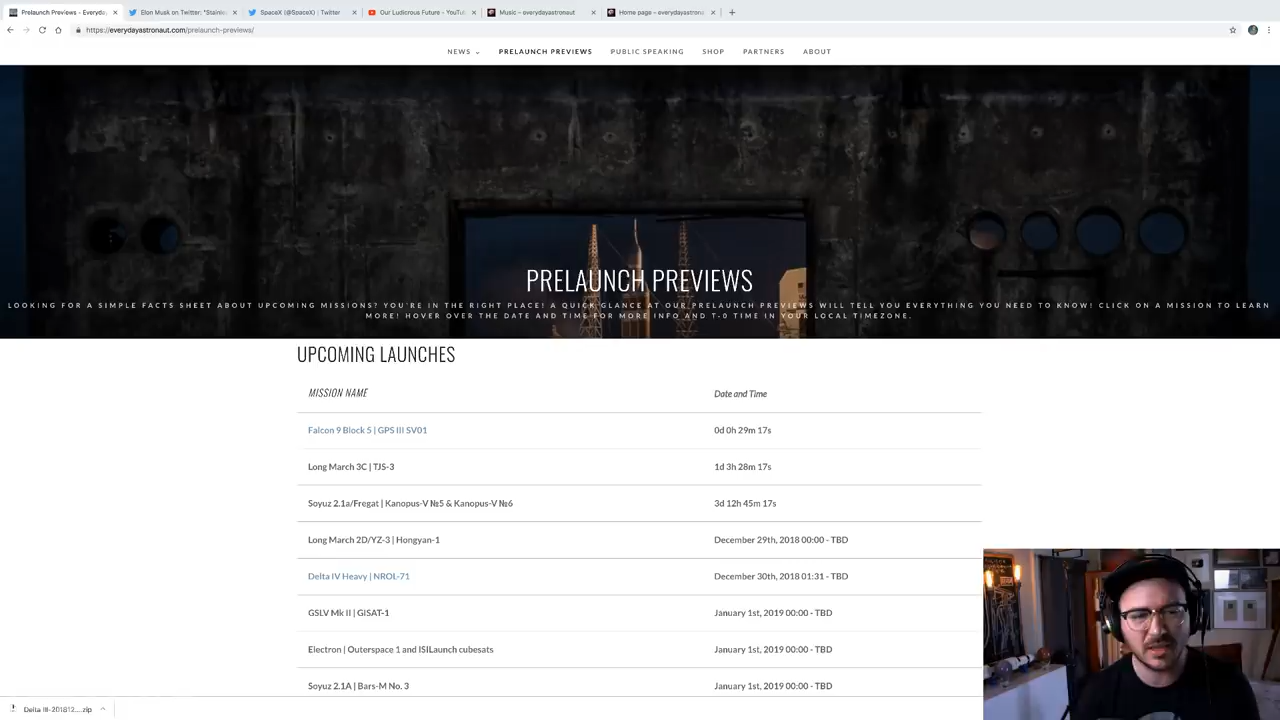 Prelaunch Previews – Everyday
Elon Musk on Twitter: "Stainle
SpaceX (@SpaceX) | Twitter
Our Ludicrous Future - YouTu
Music – everydayastronaut
Home page – everydayastrona
https://everydayastronaut.com/prelaunch-previews/
NEWS PRELAUNCH PREVIEWS PUBLIC SPEAKING SHOP PARTNERS ABOUT
PRELAUNCH PREVIEWS
LOOKING FOR A SIMPLE FACTS SHEET ABOUT UPCOMING MISSIONS? YOU'RE IN THE RIGHT PLACE! A QUICK GLANCE AT OUR PRELAUNCH PREVIEWS WILL TELL YOU EVERYTHING YOU NEED TO KNOW! CLICK ON A MISSION TO LEARN
MORE! HOVER OVER THE DATE AND TIME FOR MORE INFO AND T-0 TIME IN YOUR LOCAL TIMEZONE.
UPCOMING LAUNCHES
MISSION NAME Date and Time
Falcon 9 Block 5 | GPS III SV01 0d 0h 29m 17s
Long March 3C | TJS-3 1d 3h 28m 17s
Soyuz 2.1a/Fregat | Kanopus-V №5 & Kanopus-V №6 3d 12h 45m 17s
Long March 2D/YZ-3 | Hongyan-1 December 29th, 2018 00:00 - TBD
Delta IV Heavy | NROL-71 December 30th, 2018 01:31 - TBD
GSLV Mk II | GISAT-1 January 1st, 2019 00:00 - TBD
Electron | Outerspace 1 and ISILaunch cubesats January 1st, 2019 00:00 - TBD
Soyuz 2.1A | Bars-M No. 3 January 1st, 2019 00:00 - TBD
Delta III-201812....zip